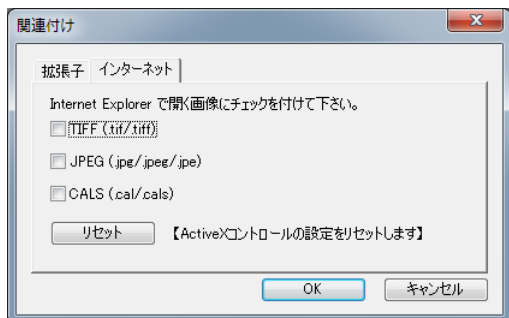 関連付け
拡張子 インターネット
Internet Explorer で開く画像にチェックを付けて下さい。
TIFF (.tif/.tiff)
JPEG (.jpg/.jpeg/.jpe)
CALS (.cal/.cals)
リセット 【ActiveXコントロールの設定をリセットします】
OK キャンセル